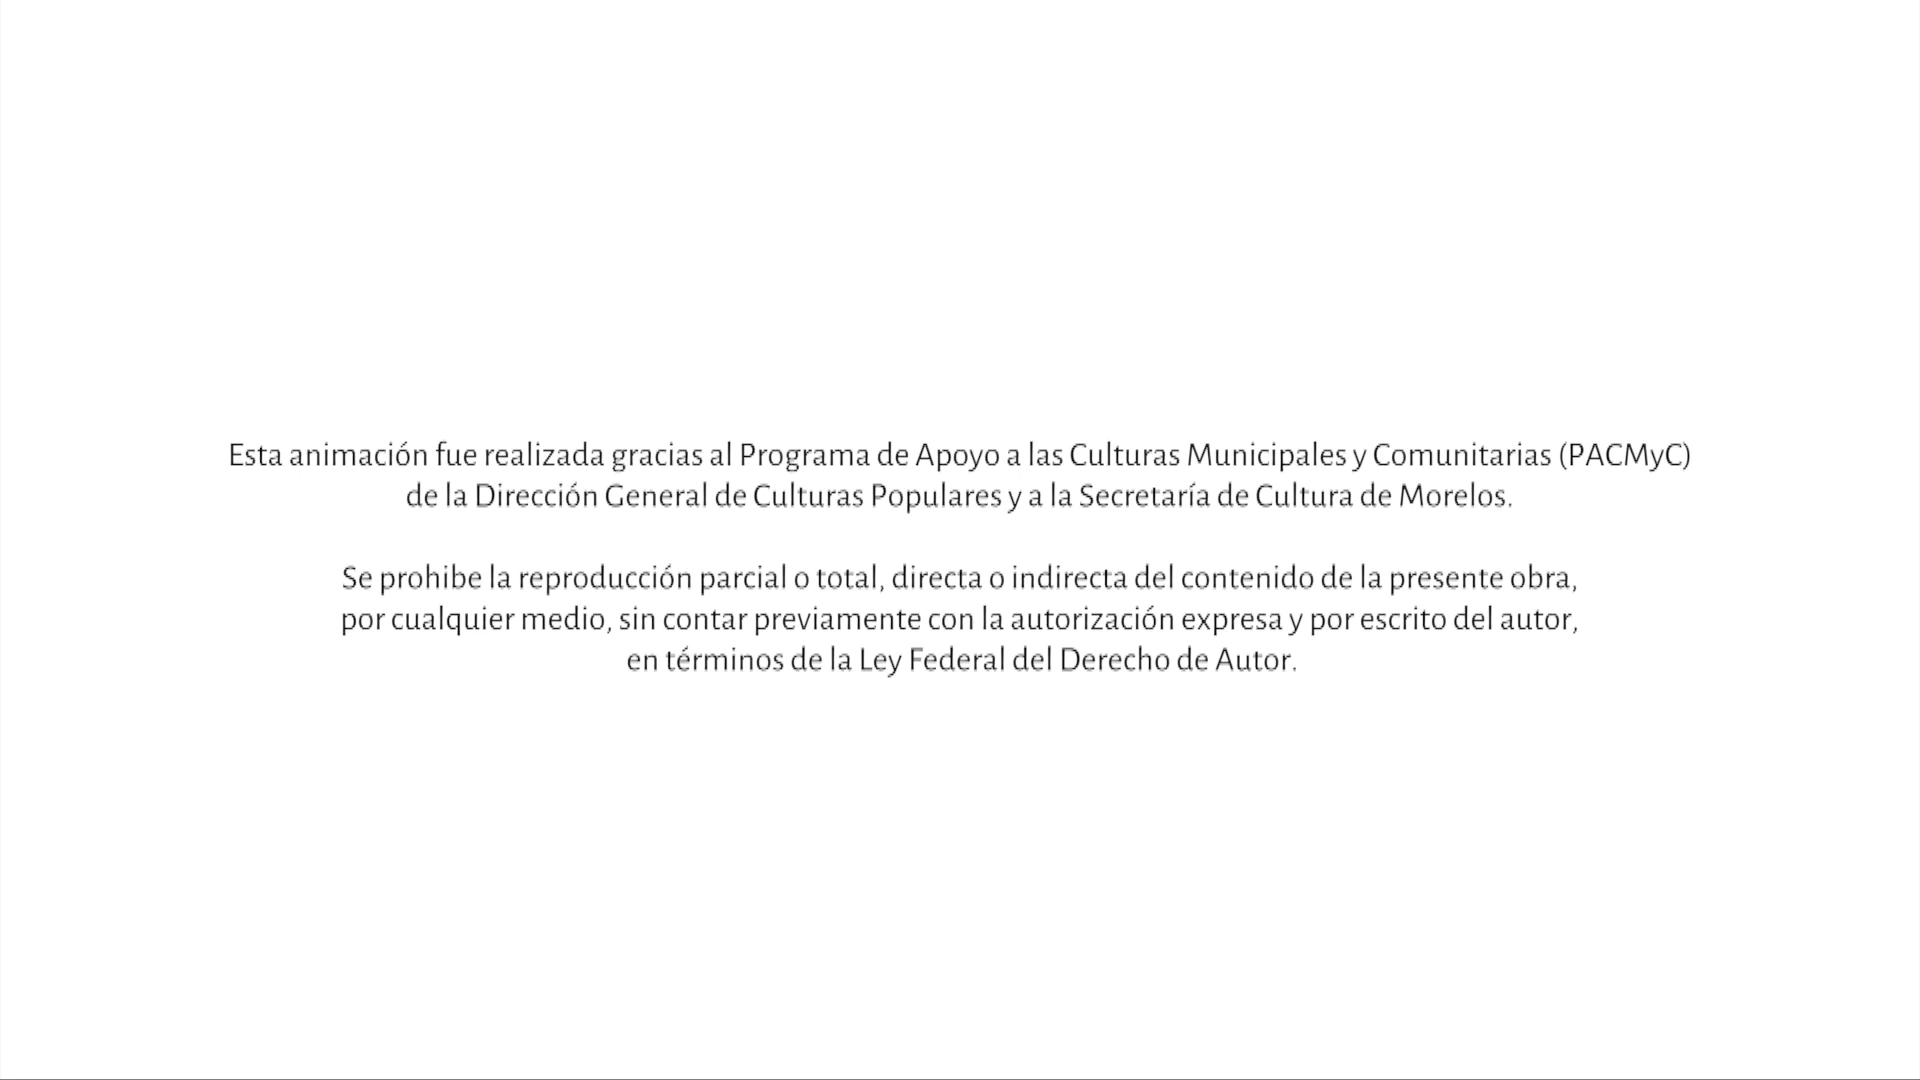 Esta animación fue realizada gracias al Programa de Apoyo a las Culturas Municipales y Comunitarias (PACMyC)
de la Dirección General de Culturas Populares y a la Secretaría de Cultura de Morelos.
Se prohibe la reproducción parcial o total, directa o indirecta del contenido de la presente obra,
por cualquier medio, sin contar previamente con la autorización expresa y por escrito del autor,
en términos de la Ley Federal del Derecho de Autor.